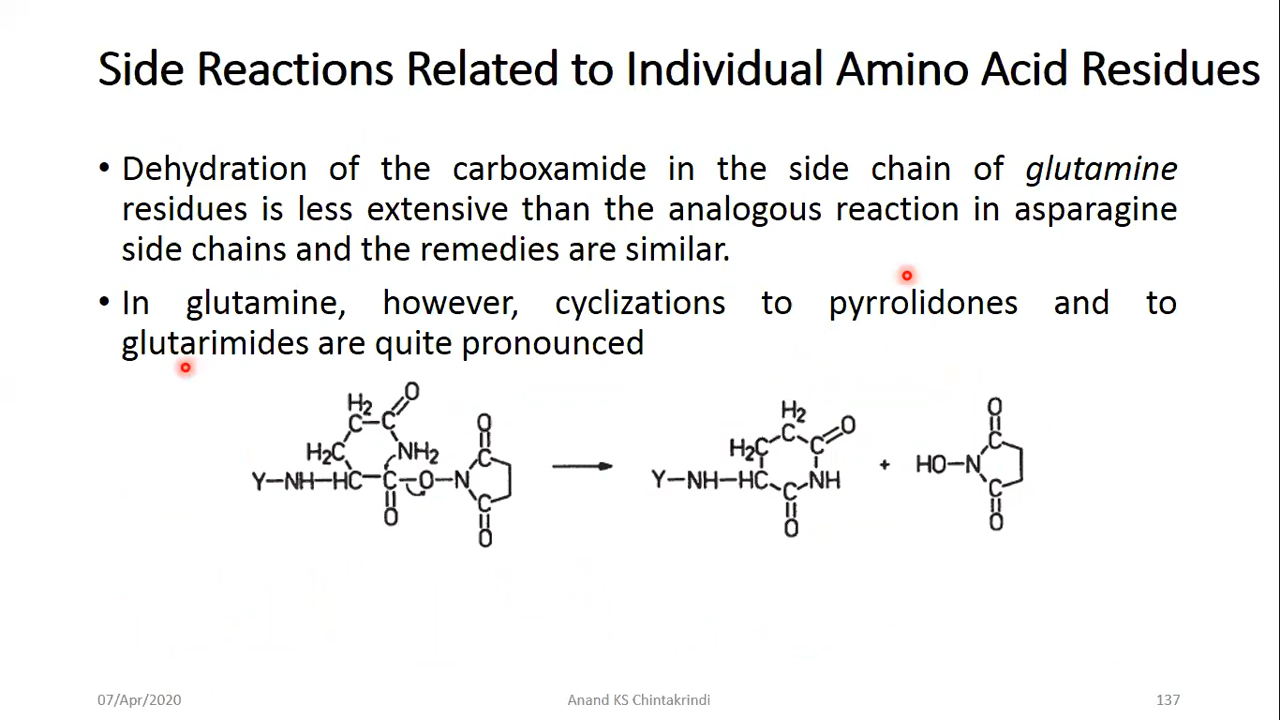 Side Reactions Related to Individual Amino Acid Residues
• Dehydration of the carboxamide in the side chain of glutamine
residues is less extensive than the analogous reaction in asparagine
side chains and the remedies are similar.
• In glutamine, however, cyclizations to pyrrolidones and to
glutarimides are quite pronounced
H₂ O
C–C
H₂C NH₂
Y–NH–HC–C–O–N
O
O
C
C
O
H₂
C O
H₂C C
Y–NH–HC NH
C
O
+
O
C
HO–N
C
O
07/Apr/2020
Anand KS Chintakrindi
137